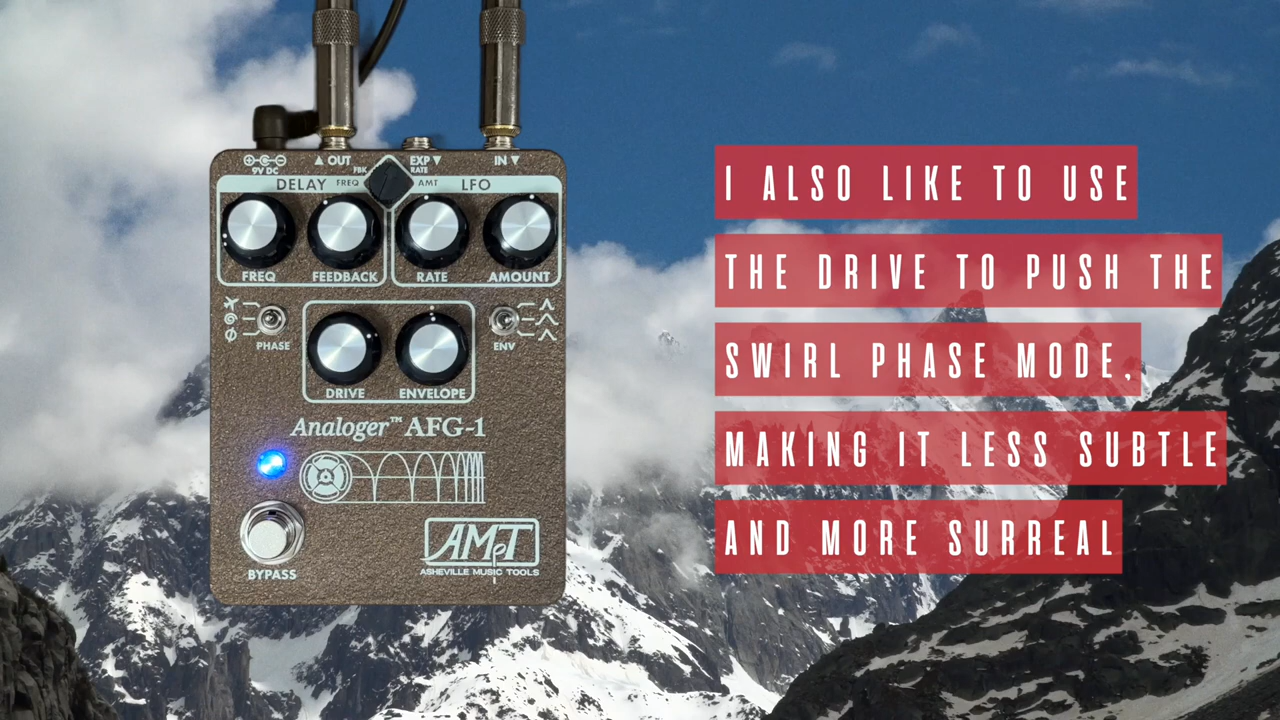 9V DC
▲ OUT
EXP ▼
IN ▼
FBK
RATE
DELAY
FREQ
AMT
LFO
FREQ
FEEDBACK
RATE
AMOUNT
PHASE
ENV
DRIVE
ENVELOPE
Analoger™ AFG-1
BYPASS
AMT
ASHEVILLE MUSIC TOOLS
I ALSO LIKE TO USE
THE DRIVE TO PUSH THE
SWIRL PHASE MODE,
MAKING IT LESS SUBTLE
AND MORE SURREAL